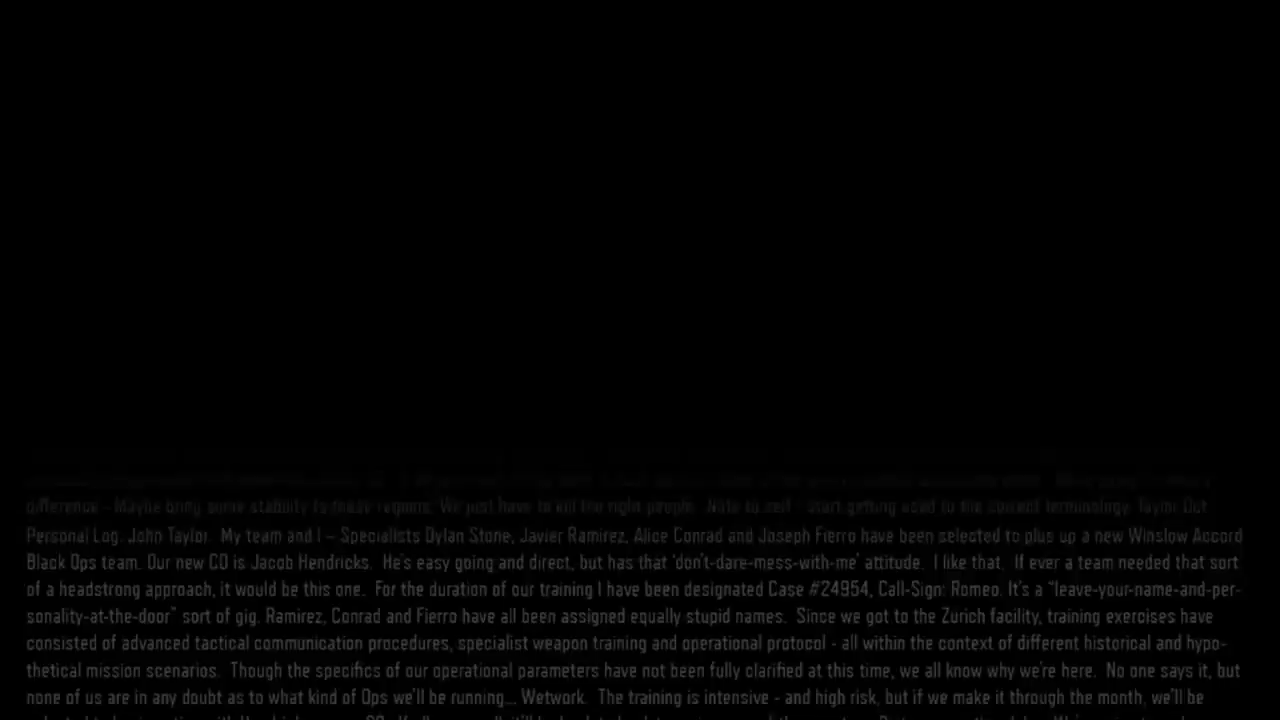 difference - Maybe bring some stability to these regions. We just have to kill the right people. Note to self - start getting used to the correct terminology. Taylor Out
Personal Log. John Taylor. My team and I – Specialists Dylan Stone, Javier Ramirez, Alice Conrad and Joseph Fierro have been selected to plus up a new Winslow Accord
Black Ops team. Our new CO is Jacob Hendricks. He's easy going and direct, but has that 'don't-dare-mess-with-me' attitude. I like that. If ever a team needed that sort
of a headstrong approach, it would be this one. For the duration of our training I have been designated Case #24954, Call-Sign: Romeo. It's a "leave-your-name-and-per-
sonality-at-the-door" sort of gig. Ramirez, Conrad and Fierro have all been assigned equally stupid names. Since we got to the Zurich facility, training exercises have
consisted of advanced tactical communication procedures, specialist weapon training and operational protocol - all within the context of different historical and hypo-
thetical mission scenarios. Though the specifics of our operational parameters have not been fully clarified at this time, we all know why we're here. No one says it, but
none of us are in any doubt as to what kind of Ops we'll be running... Wetwork. The training is intensive - and high risk, but if we make it through the month, we'll be